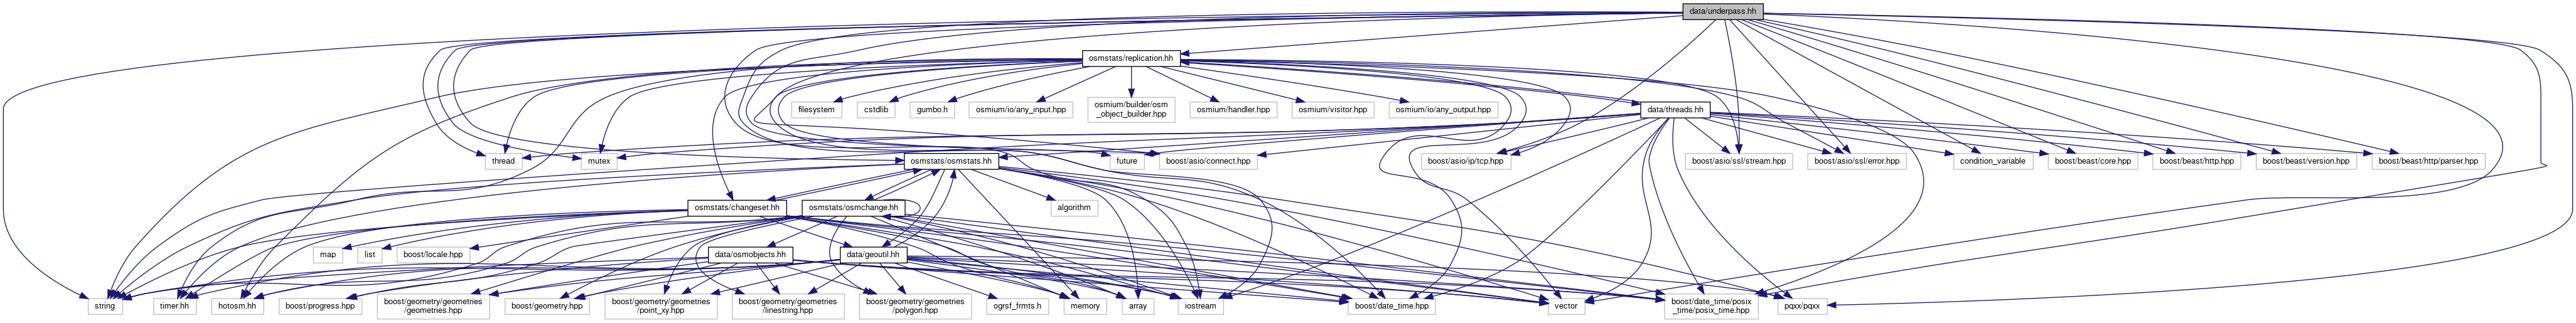 data/underpass.hh
osmstats/replication.hh
filesystem
cstdlib
gumbo.h
osmium/io/any_input.hpp
osmium/builder/osm
_object_builder.hpp
osmium/handler.hpp
osmium/visitor.hpp
osmium/io/any_output.hpp
data/threads.hh
thread
mutex
osmstats/osmstats.hh
future
boost/asio/connect.hpp
boost/asio/ip/tcp.hpp
boost/asio/ssl/stream.hpp
boost/asio/ssl/error.hpp
condition_variable
boost/beast/core.hpp
boost/beast/http.hpp
boost/beast/version.hpp
boost/beast/http/parser.hpp
osmstats/changeset.hh
osmstats/osmchange.hh
algorithm
map
list
boost/locale.hpp
data/osmobjects.hh
data/geoutil.hh
string
timer.hh
hotosm.hh
boost/progress.hpp
boost/geometry/geometries
/geometries.hpp
boost/geometry.hpp
boost/geometry/geometries
/point_xy.hpp
boost/geometry/geometries
/linestring.hpp
boost/geometry/geometries
/polygon.hpp
ogrsf_frmts.h
memory
array
iostream
boost/date_time.hpp
vector
boost/date_time/posix
_time/posix_time.hpp
pqxx/pqxx